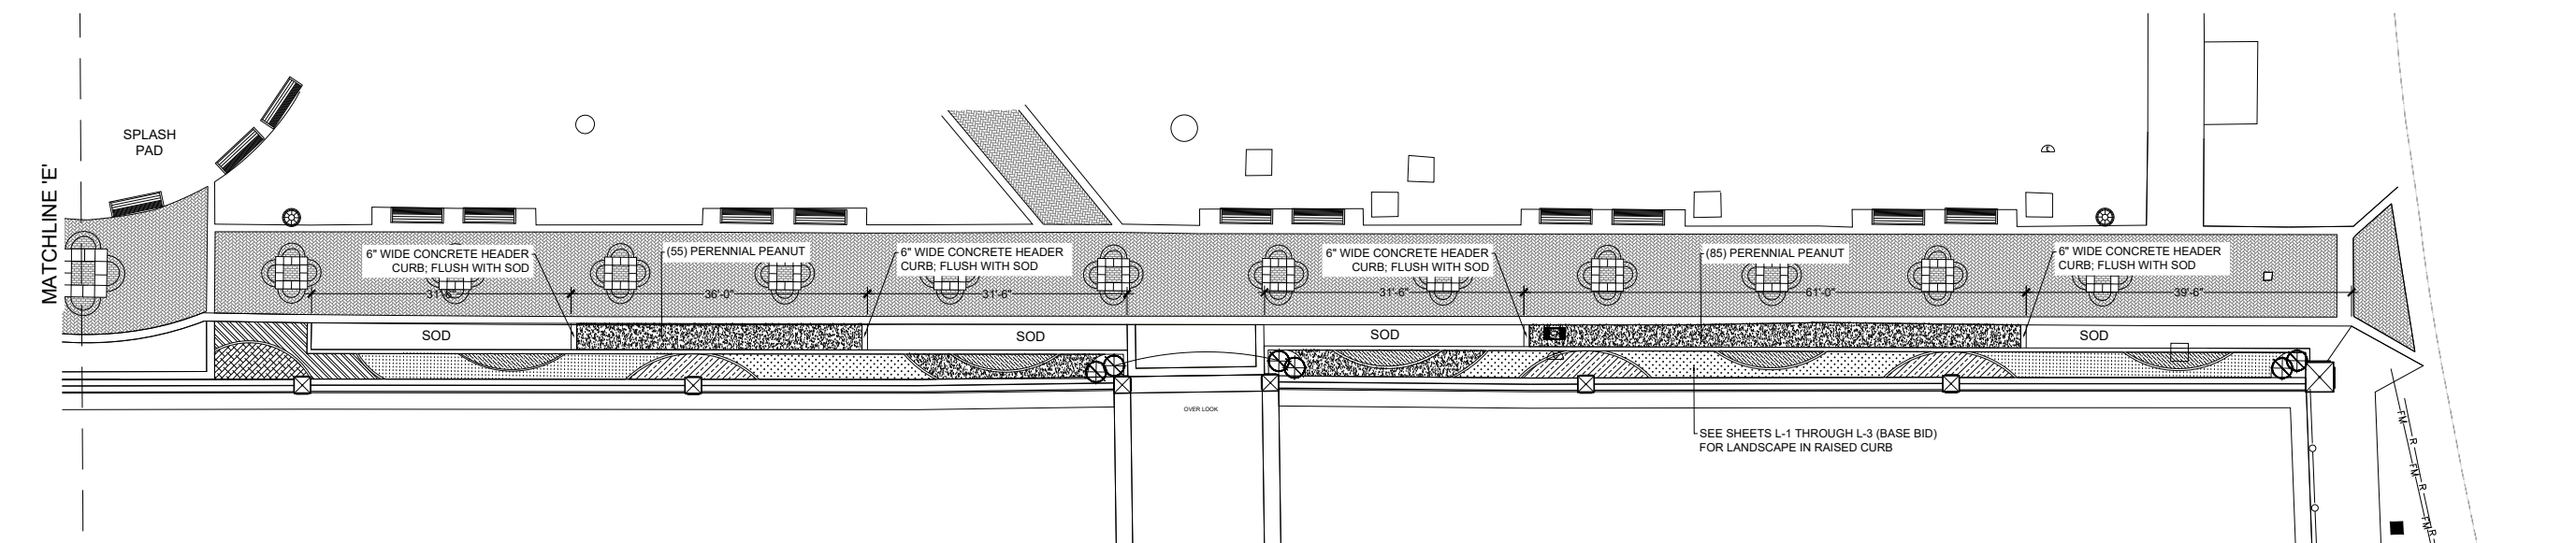 MATCHLINE 'E'
SPLASH
PAD
6" WIDE CONCRETE HEADER
CURB; FLUSH WITH SOD
(55) PERENNIAL PEANUT
6" WIDE CONCRETE HEADER
CURB; FLUSH WITH SOD
6" WIDE CONCRETE HEADER
CURB; FLUSH WITH SOD
(85) PERENNIAL PEANUT
6" WIDE CONCRETE HEADER
CURB; FLUSH WITH SOD
31'-6"
36'-0"
31'-6"
31'-6"
61'-0"
39'-6"
SOD
SOD
SOD
SOD
OVER LOOK
SEE SHEETS L-1 THROUGH L-3 (BASE BID)
FOR LANDSCAPE IN RAISED CURB
FM
R
FM
R
FM
R